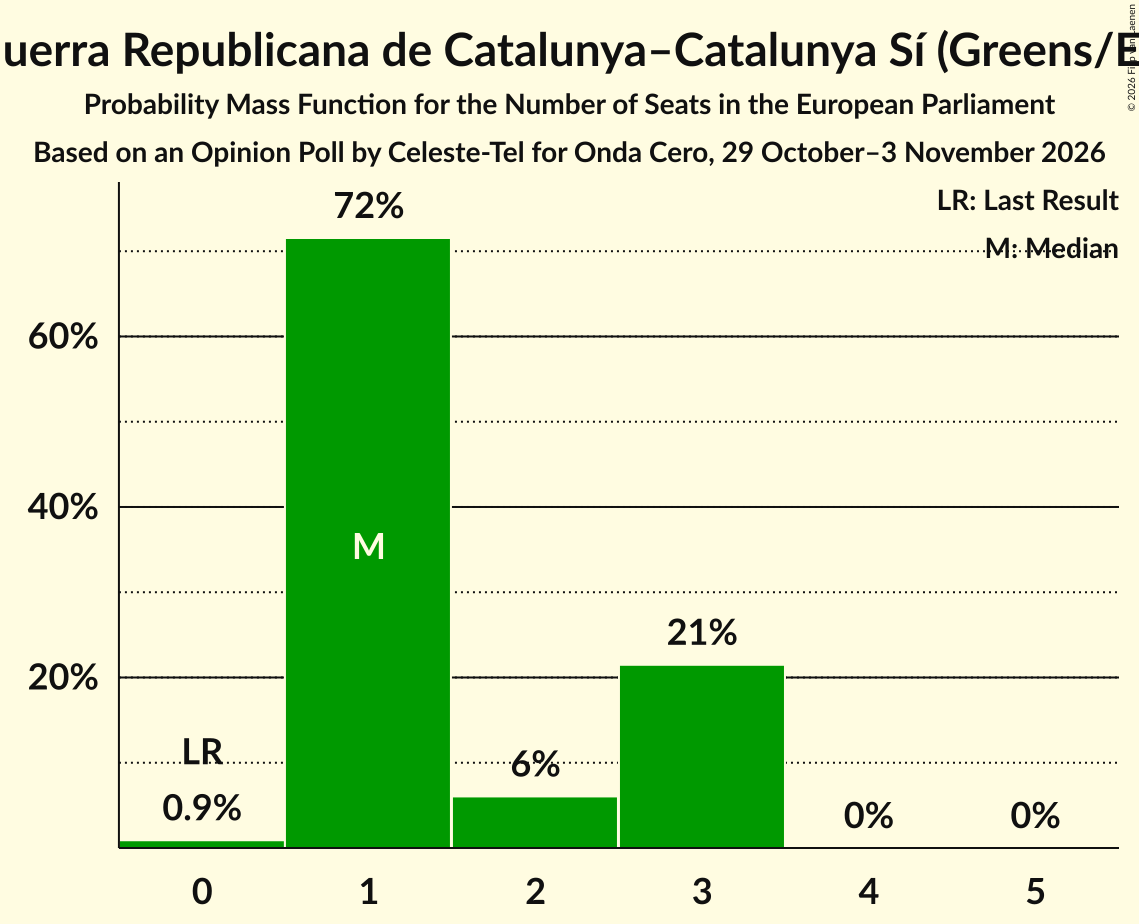 uerra Republicana de Catalunya–Catalunya Sí (Greens/E
Probability Mass Function for the Number of Seats in the European Parliament
Based on an Opinion Poll by Celeste-Tel for Onda Cero, 29 October–3 November 2026
LR: Last Result
M: Median
72%
60%
40%
20%
M
21%
LR
6%
0.9%
0%
0%
0 1 2 3 4 5